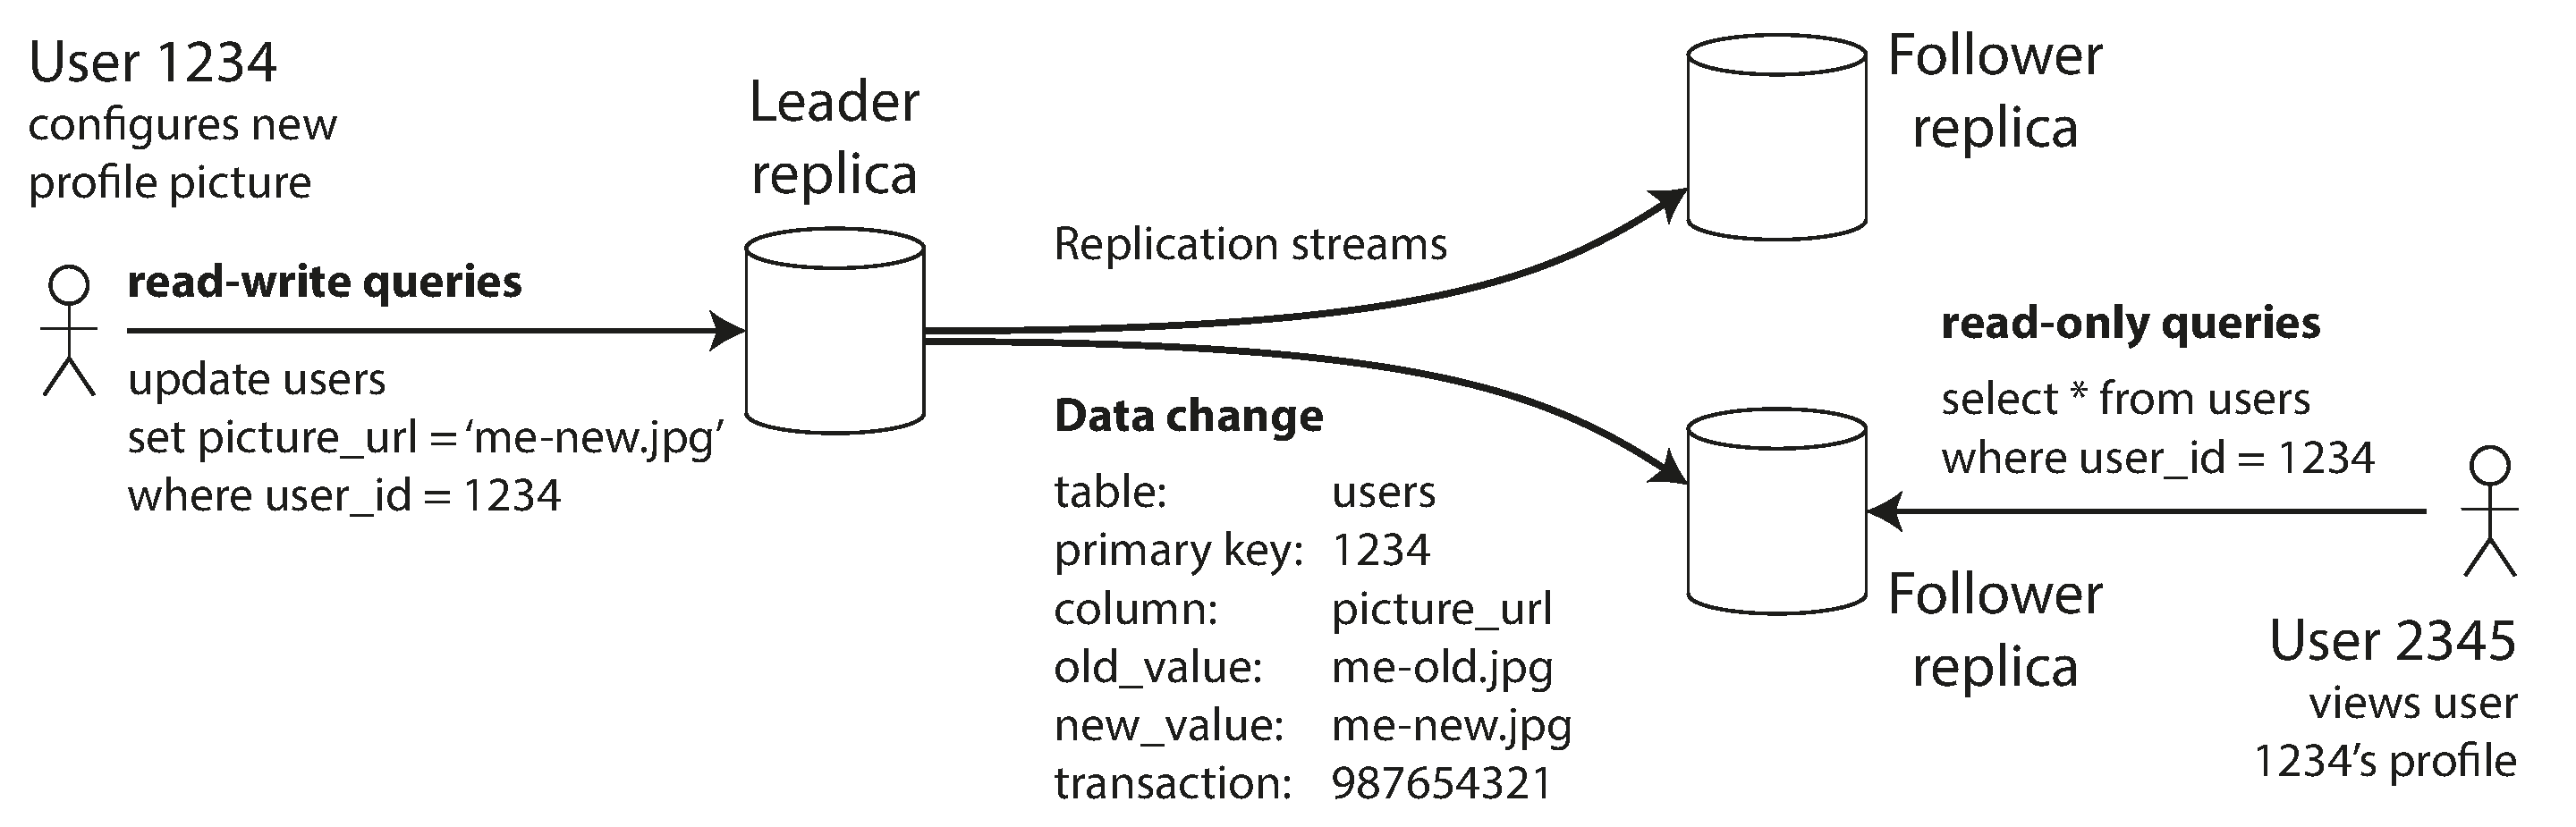 User 1234
configures new
profile picture
read-write queries
update users
set picture_url = ‘me-new.jpg’
where user_id = 1234
Leader
replica
Replication streams
Data change
table: users
primary key: 1234
column: picture_url
old_value: me-old.jpg
new_value: me-new.jpg
transaction: 987654321
Follower
replica
read-only queries
select * from users
where user_id = 1234
Follower
replica
User 2345
views user
1234’s profile